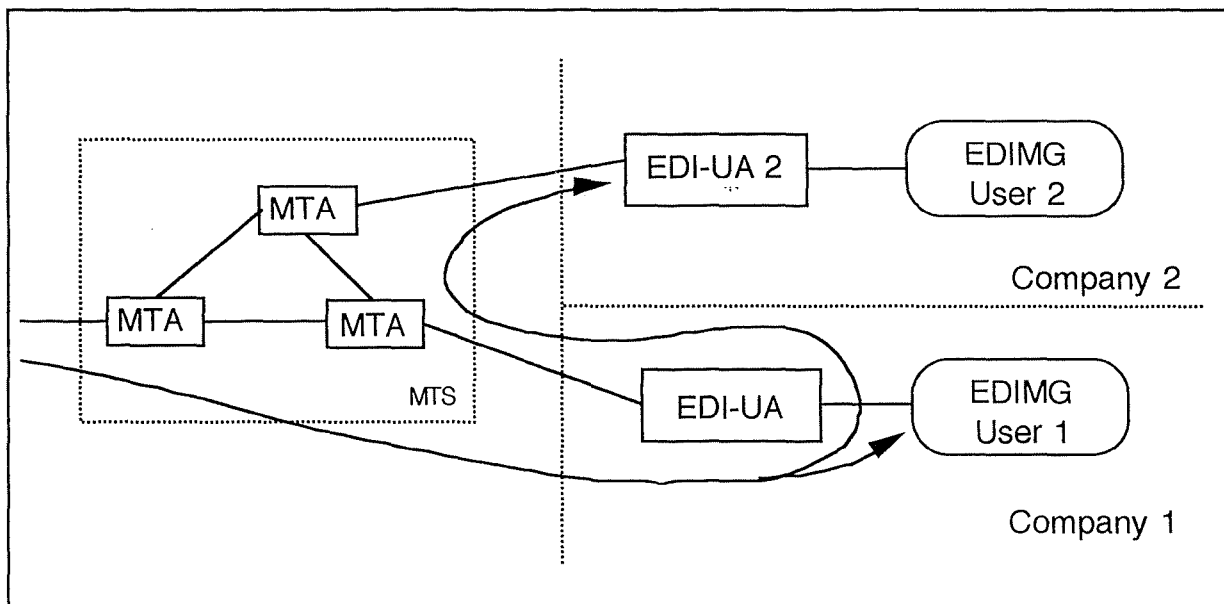 EDI-UA 2
EDIMG
User 2
MTA
Company 2
MTA
MTA
MTS
EDI-UA
EDIMG
User 1
Company 1